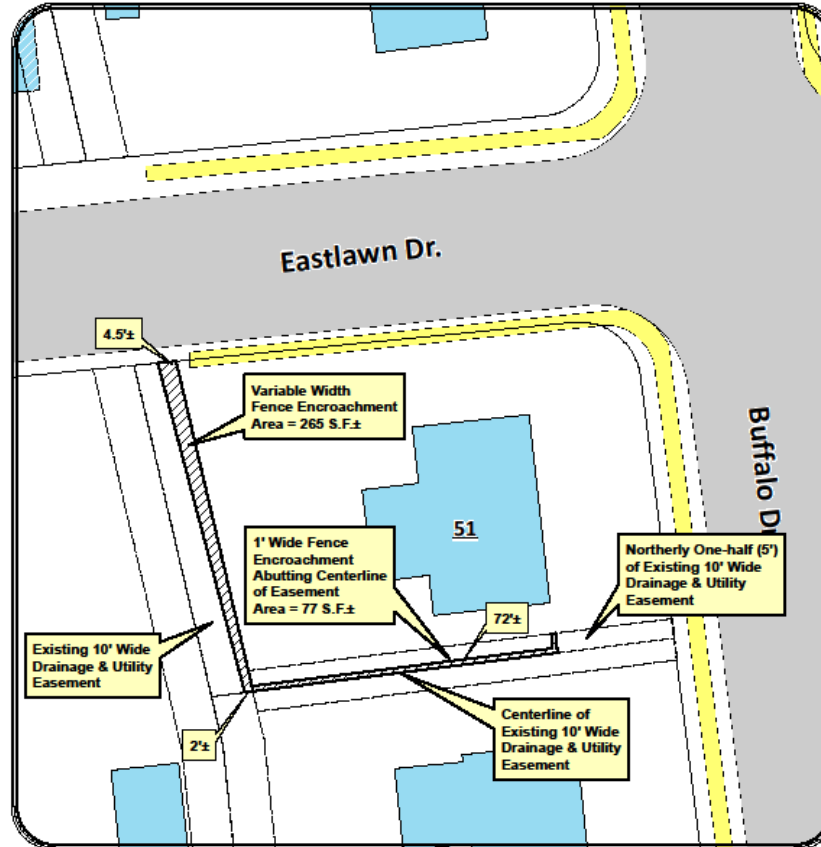 Eastlawn Dr.
4.5'±
Variable Width
Fence Encroachment
Area = 265 S.F.±
Buffalo Dr
51
1' Wide Fence
Encroachment
Abutting Centerline
of Easement
Area = 77 S.F.±
Northerly One-half (5')
of Existing 10' Wide
Drainage & Utility
Easement
72'±
Existing 10' Wide
Drainage & Utility
Easement
Centerline of
Existing 10' Wide
Drainage & Utility
Easement
2'±